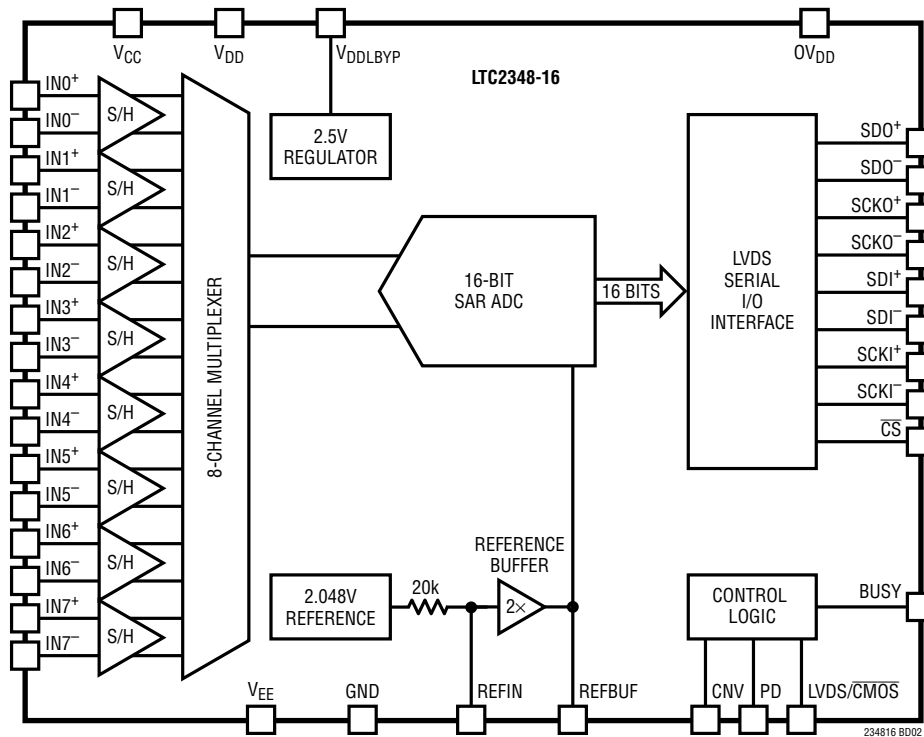 V_CC
V_DD
V_DDLBYP
OV_DD
LTC2348-16
IN0+
IN0−
IN1+
IN1−
IN2+
IN2−
IN3+
IN3−
IN4+
IN4−
IN5+
IN5−
IN6+
IN6−
IN7+
IN7−
S/H
S/H
S/H
S/H
S/H
S/H
S/H
S/H
8-CHANNEL MULTIPLEXER
2.5V
REGULATOR
16-BIT
SAR ADC
16 BITS
LVDS
SERIAL
I/O
INTERFACE
SDO+
SDO−
SCKO+
SCKO−
SDI+
SDI−
SCKI+
SCKI−
C̅S̅
2.048V
REFERENCE
20k
REFERENCE
BUFFER
2×
CONTROL
LOGIC
BUSY
V_EE
GND
REFIN
REFBUF
CNV
PD
LVDS/C̅M̅O̅S̅
234816 BD02